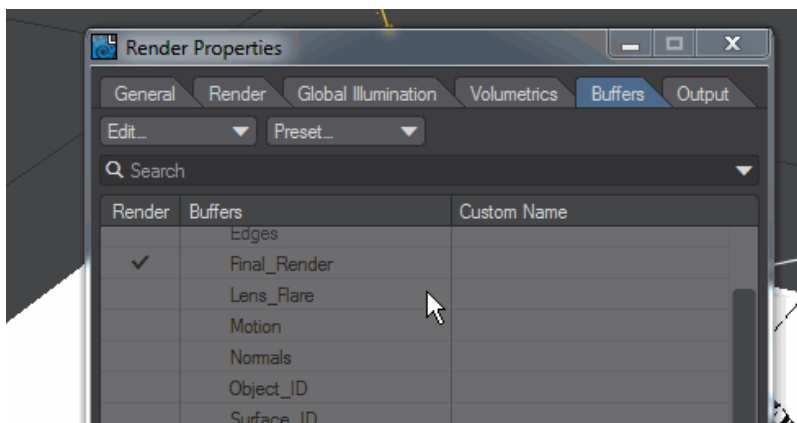 Render Properties
General Render Global Illumination Volumetrics Buffers Output
Edit... Preset...
Search
Render Buffers Custom Name
Edges
Final_Render
Lens_Flare
Motion
Normals
Object_ID
Surface_ID